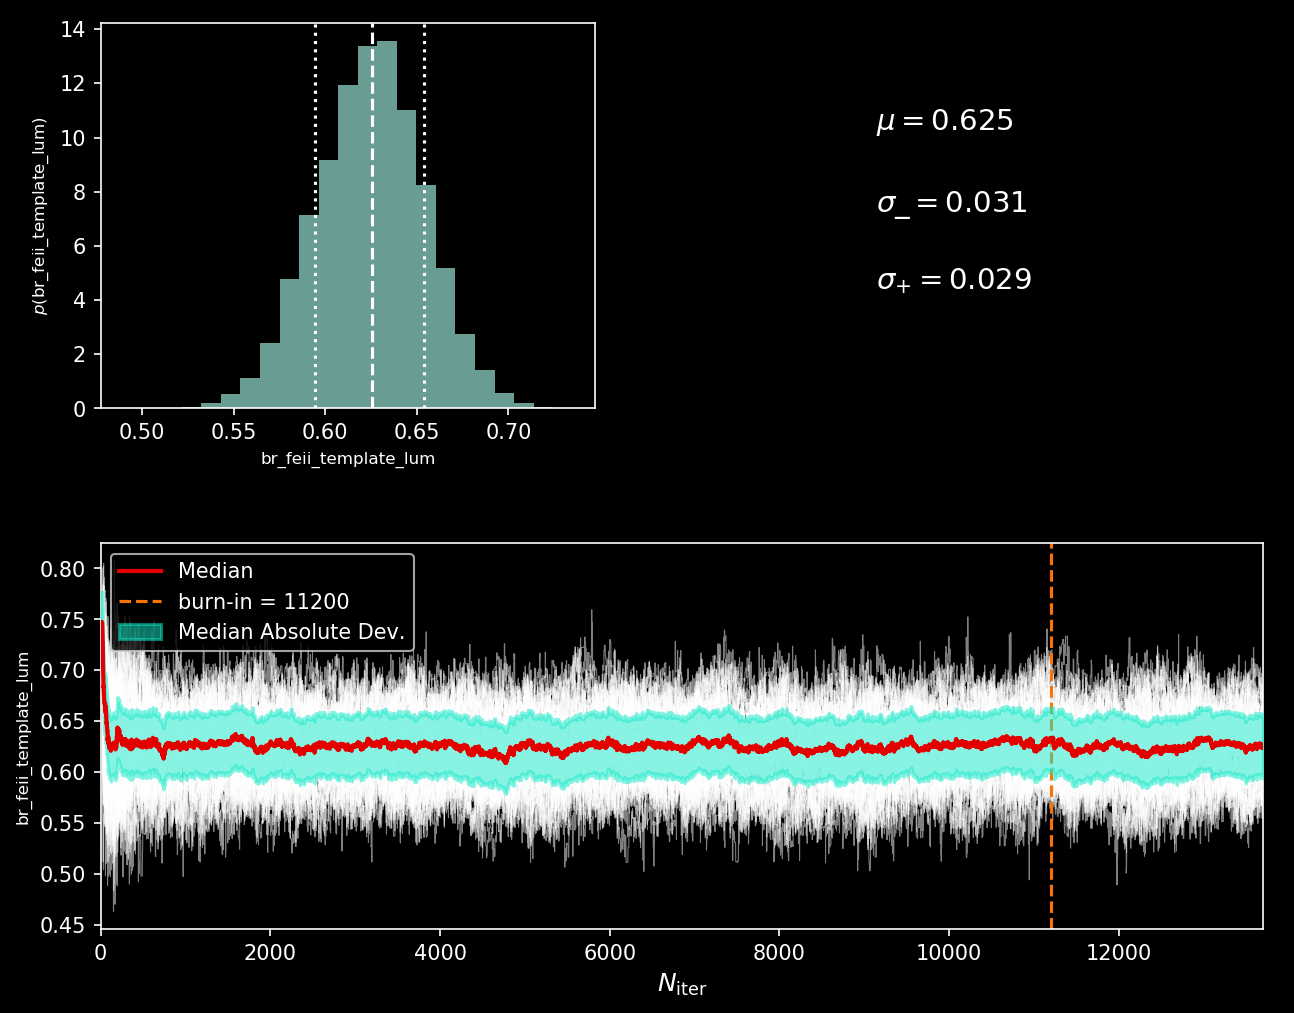 14
12
10
8
6
4
2
0
p(br_feii_template_lum)
0.50 0.55 0.60 0.65 0.70
br_feii_template_lum
μ = 0.625
σ₋ = 0.031
σ₊ = 0.029
Median
burn-in = 11200
Median Absolute Dev.
0.80
0.75
0.70
0.65
0.60
0.55
0.50
0.45
br_feii_template_lum
0 2000 4000 6000 8000 10000 12000
N_iter